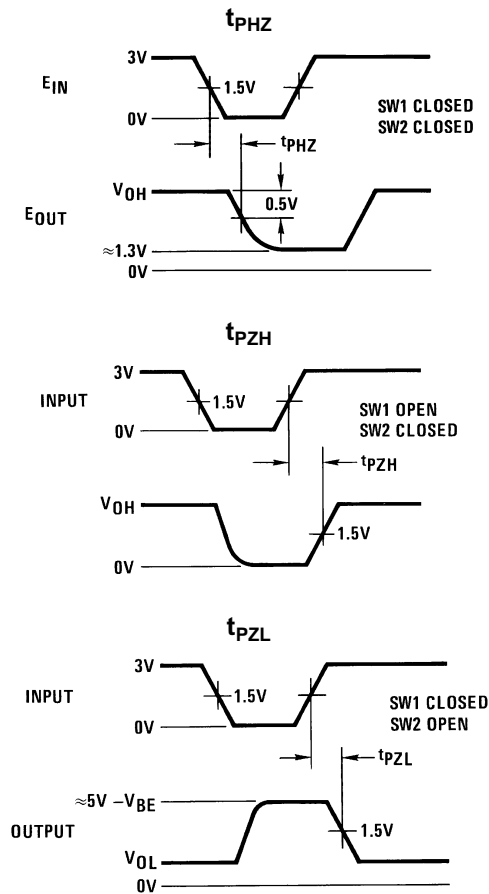 tPHZ
3V
EIN
1.5V
SW1 CLOSED
SW2 CLOSED
0V
tPHZ
VOH
0.5V
EOUT
≈1.3V
0V
tPZH
3V
INPUT
1.5V
SW1 OPEN
SW2 CLOSED
0V
tPZH
VOH
1.5V
0V
tPZL
3V
INPUT
1.5V
SW1 CLOSED
SW2 OPEN
0V
tPZL
≈5V –VBE
OUTPUT
1.5V
VOL
0V